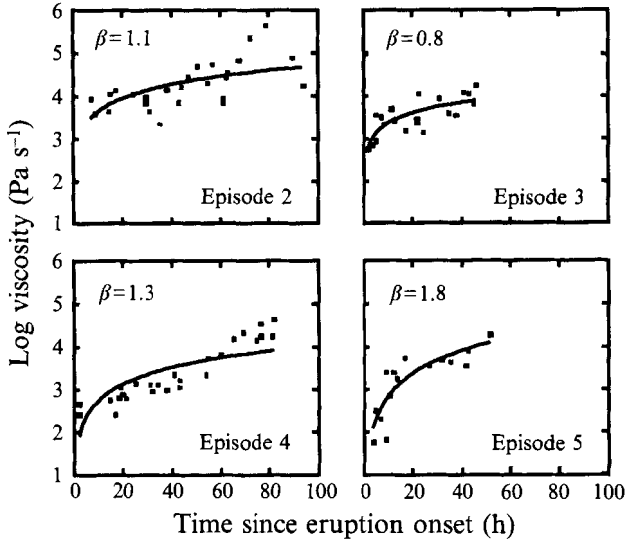 6
5
4
3
2
1
β=1.1
Episode 2
β=0.8
Episode 3
Log viscosity (Pa s⁻¹)
6
5
4
3
2
1
β=1.3
Episode 4
β=1.8
Episode 5
0 20 40 60 80 100
0 20 40 60 80 100
Time since eruption onset (h)